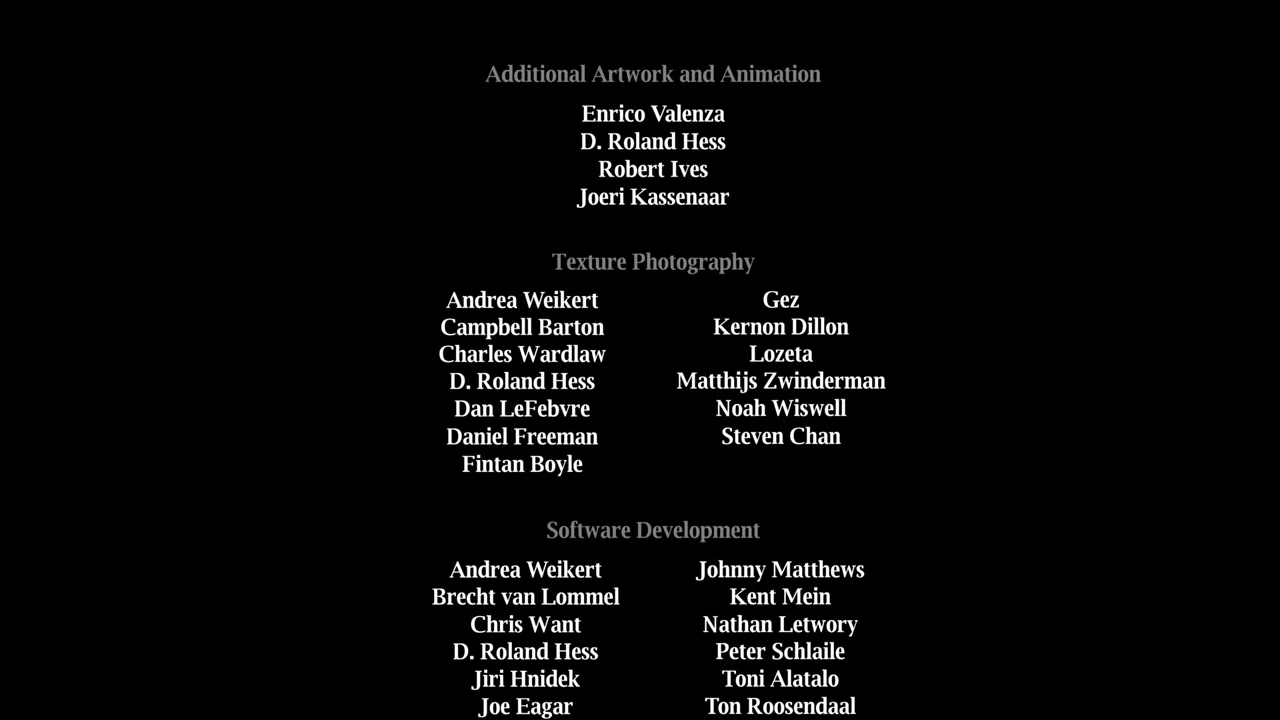 Additional Artwork and Animation
Enrico Valenza
D. Roland Hess
Robert Ives
Joeri Kassenaar
Texture Photography
Andrea Weikert
Campbell Barton
Charles Wardlaw
D. Roland Hess
Dan LeFebvre
Daniel Freeman
Fintan Boyle
Gez
Kernon Dillon
Lozeta
Matthijs Zwinderman
Noah Wiswell
Steven Chan
Software Development
Andrea Weikert
Brecht van Lommel
Chris Want
D. Roland Hess
Jiri Hnidek
Joe Eagar
Johnny Matthews
Kent Mein
Nathan Letwory
Peter Schlaile
Toni Alatalo
Ton Roosendaal